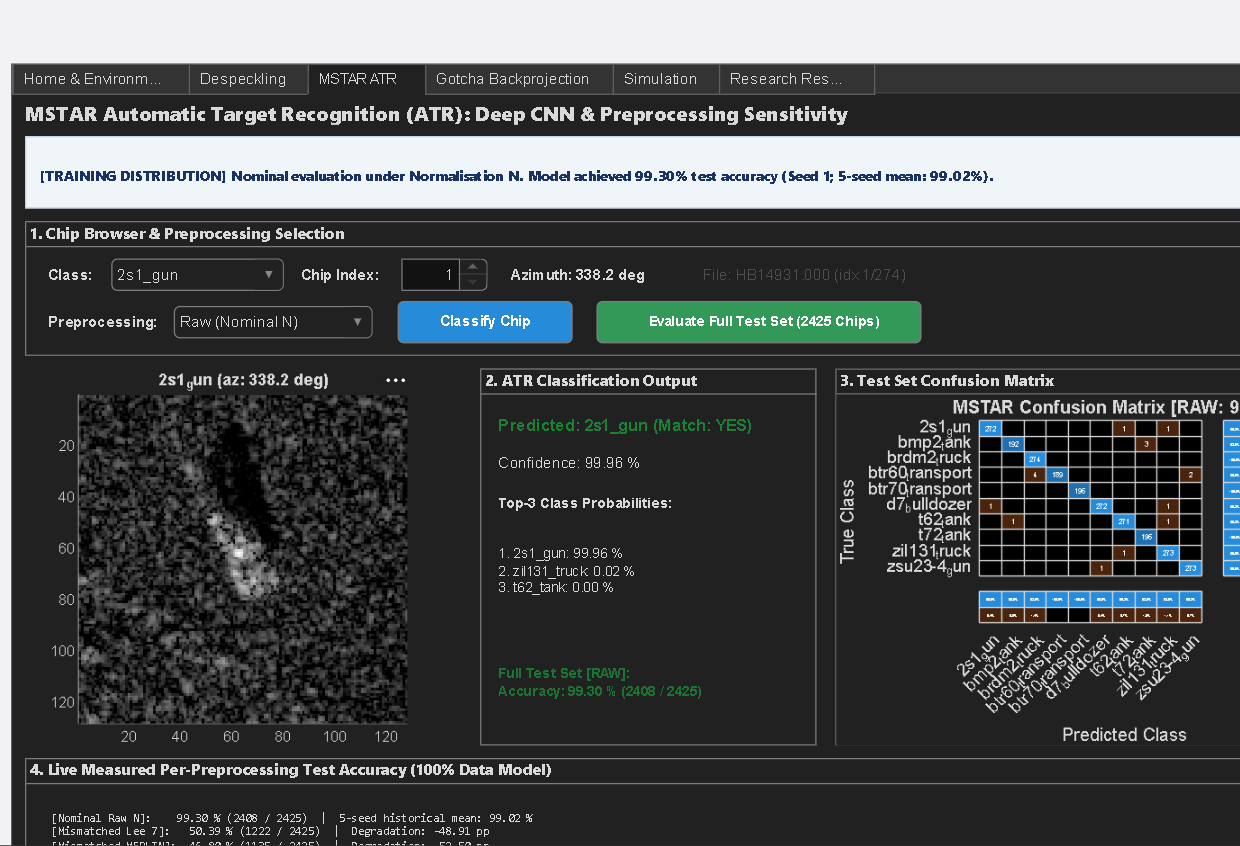 Home & Environm...
Despeckling
MSTAR ATR
Gotcha Backprojection
Simulation
Research Res...
MSTAR Automatic Target Recognition (ATR): Deep CNN & Preprocessing Sensitivity
[TRAINING DISTRIBUTION] Nominal evaluation under Normalisation N. Model achieved 99.30% test accuracy (Seed 1; 5-seed mean: 99.02%).
1. Chip Browser & Preprocessing Selection
Class: 2s1_gun Chip Index: 1 Azimuth: 338.2 deg File: HB14931.000 (idx 1/274)
Preprocessing: Raw (Nominal N) Classify Chip Evaluate Full Test Set (2425 Chips)
2s1gun (az: 338.2 deg) ...
20
40
60
80
100
120
20 40 60 80 100 120
2. ATR Classification Output
Predicted: 2s1_gun (Match: YES)
Confidence: 99.96 %
Top-3 Class Probabilities:
1. 2s1_gun: 99.96 %
2. zil131_truck: 0.02 %
3. t62_tank: 0.00 %
Full Test Set [RAW]:
Accuracy: 99.30 % (2408 / 2425)
3. Test Set Confusion Matrix
MSTAR Confusion Matrix [RAW: 9
True Class
2s1gun 272 1 1
bmp2tank 192 3
brdm2truck 274
btr60transport 4 189 2
btr70transport 196
d7bulldozer 1 272 1
t62tank 1 271 1
t72tank 196
zil131truck 1 273
zsu23-4gun 1 273
2s1gun
bmp2tank
brdm2truck
btr60transport
btr70transport
d7bulldozer
t62tank
t72tank
zil131truck
zsu23-4gun
Predicted Class
4. Live Measured Per-Preprocessing Test Accuracy (100% Data Model)
[Nominal Raw N]: 99.30 % (2408 / 2425) | 5-seed historical mean: 99.02 %
[Mismatched Lee 7]: 50.39 % (1222 / 2425) | Degradation: -48.91 pp